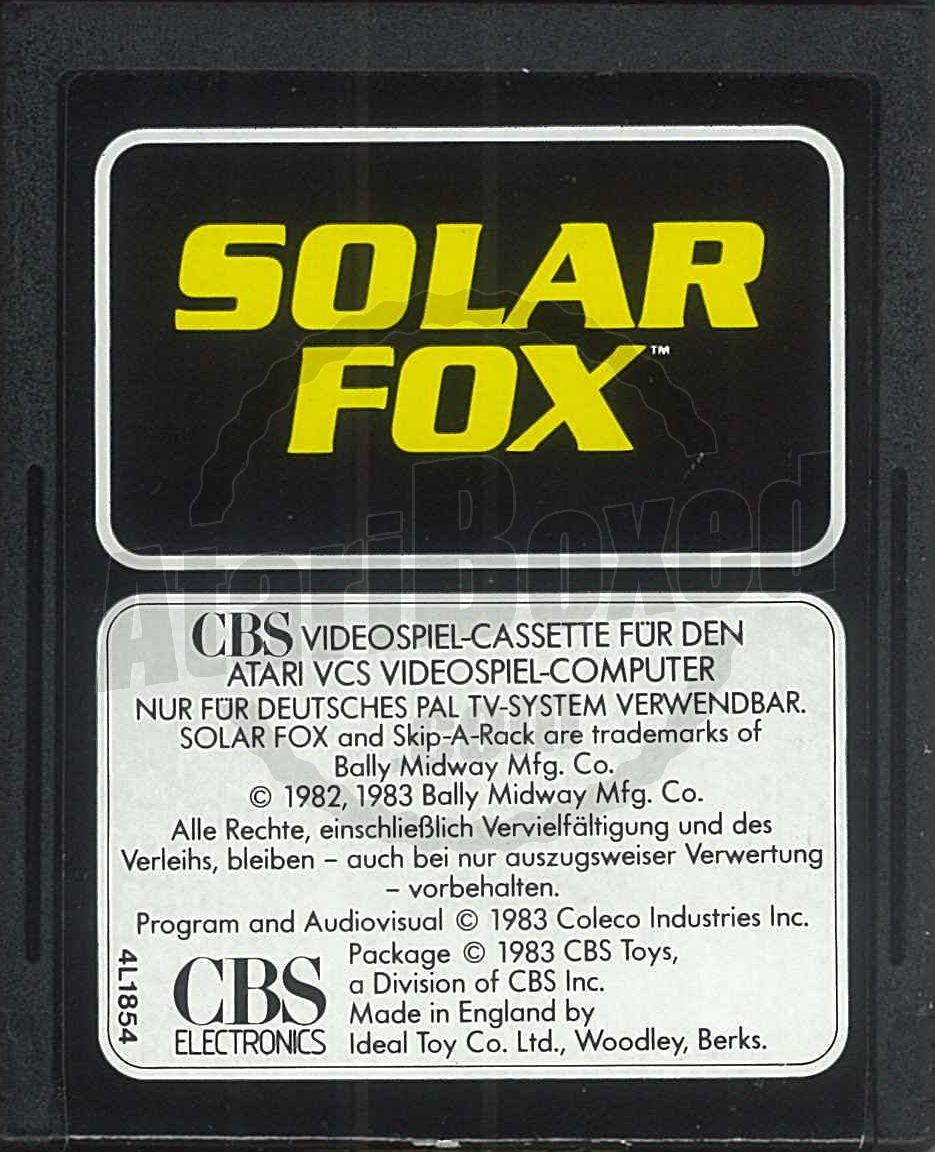 SOLAR
FOX™
CBS VIDEOSPIEL-CASSETTE FÜR DEN
ATARI VCS VIDEOSPIEL-COMPUTER
NUR FÜR DEUTSCHES PAL TV-SYSTEM VERWENDBAR.
SOLAR FOX and Skip-A-Rack are trademarks of
Bally Midway Mfg. Co.
© 1982, 1983 Bally Midway Mfg. Co.
Alle Rechte, einschließlich Vervielfältigung und des
Verleihs, bleiben – auch bei nur auszugsweiser Verwertung
– vorbehalten.
Program and Audiovisual © 1983 Coleco Industries Inc.
Package © 1983 CBS Toys,
a Division of CBS Inc.
Made in England by
Ideal Toy Co. Ltd., Woodley, Berks.
CBS
ELECTRONICS
4L1854
AtariBoxed